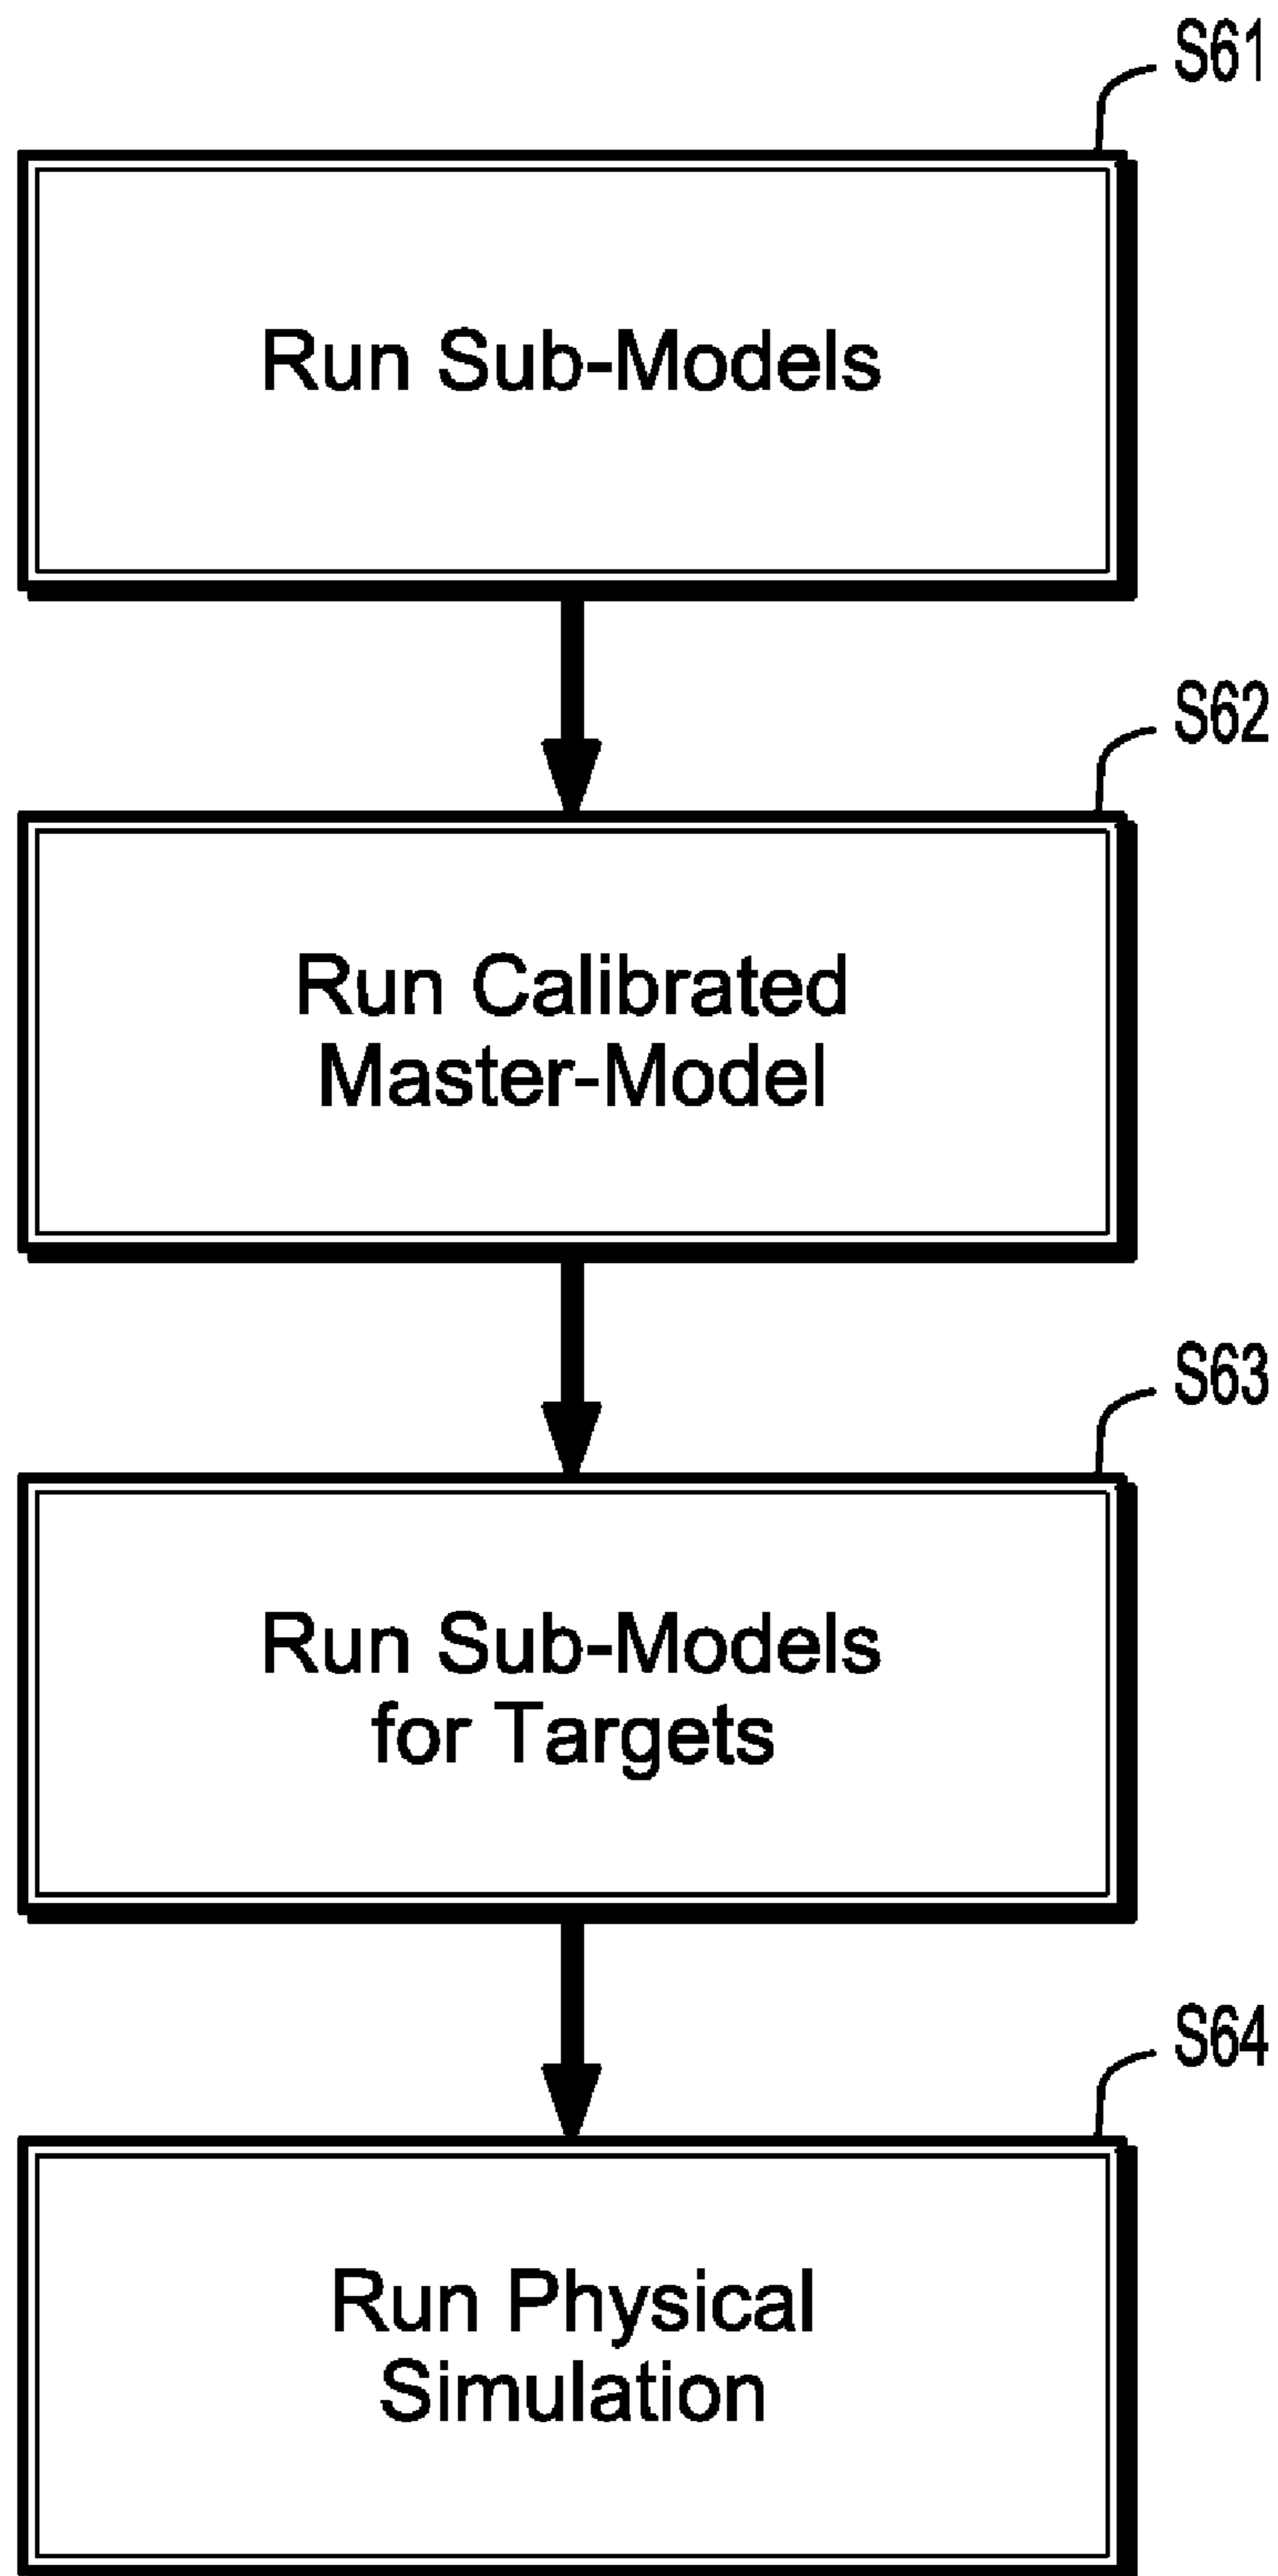 S61
Run Sub-Models
S62
Run Calibrated
Master-Model
S63
Run Sub-Models
for Targets
S64
Run Physical
Simulation